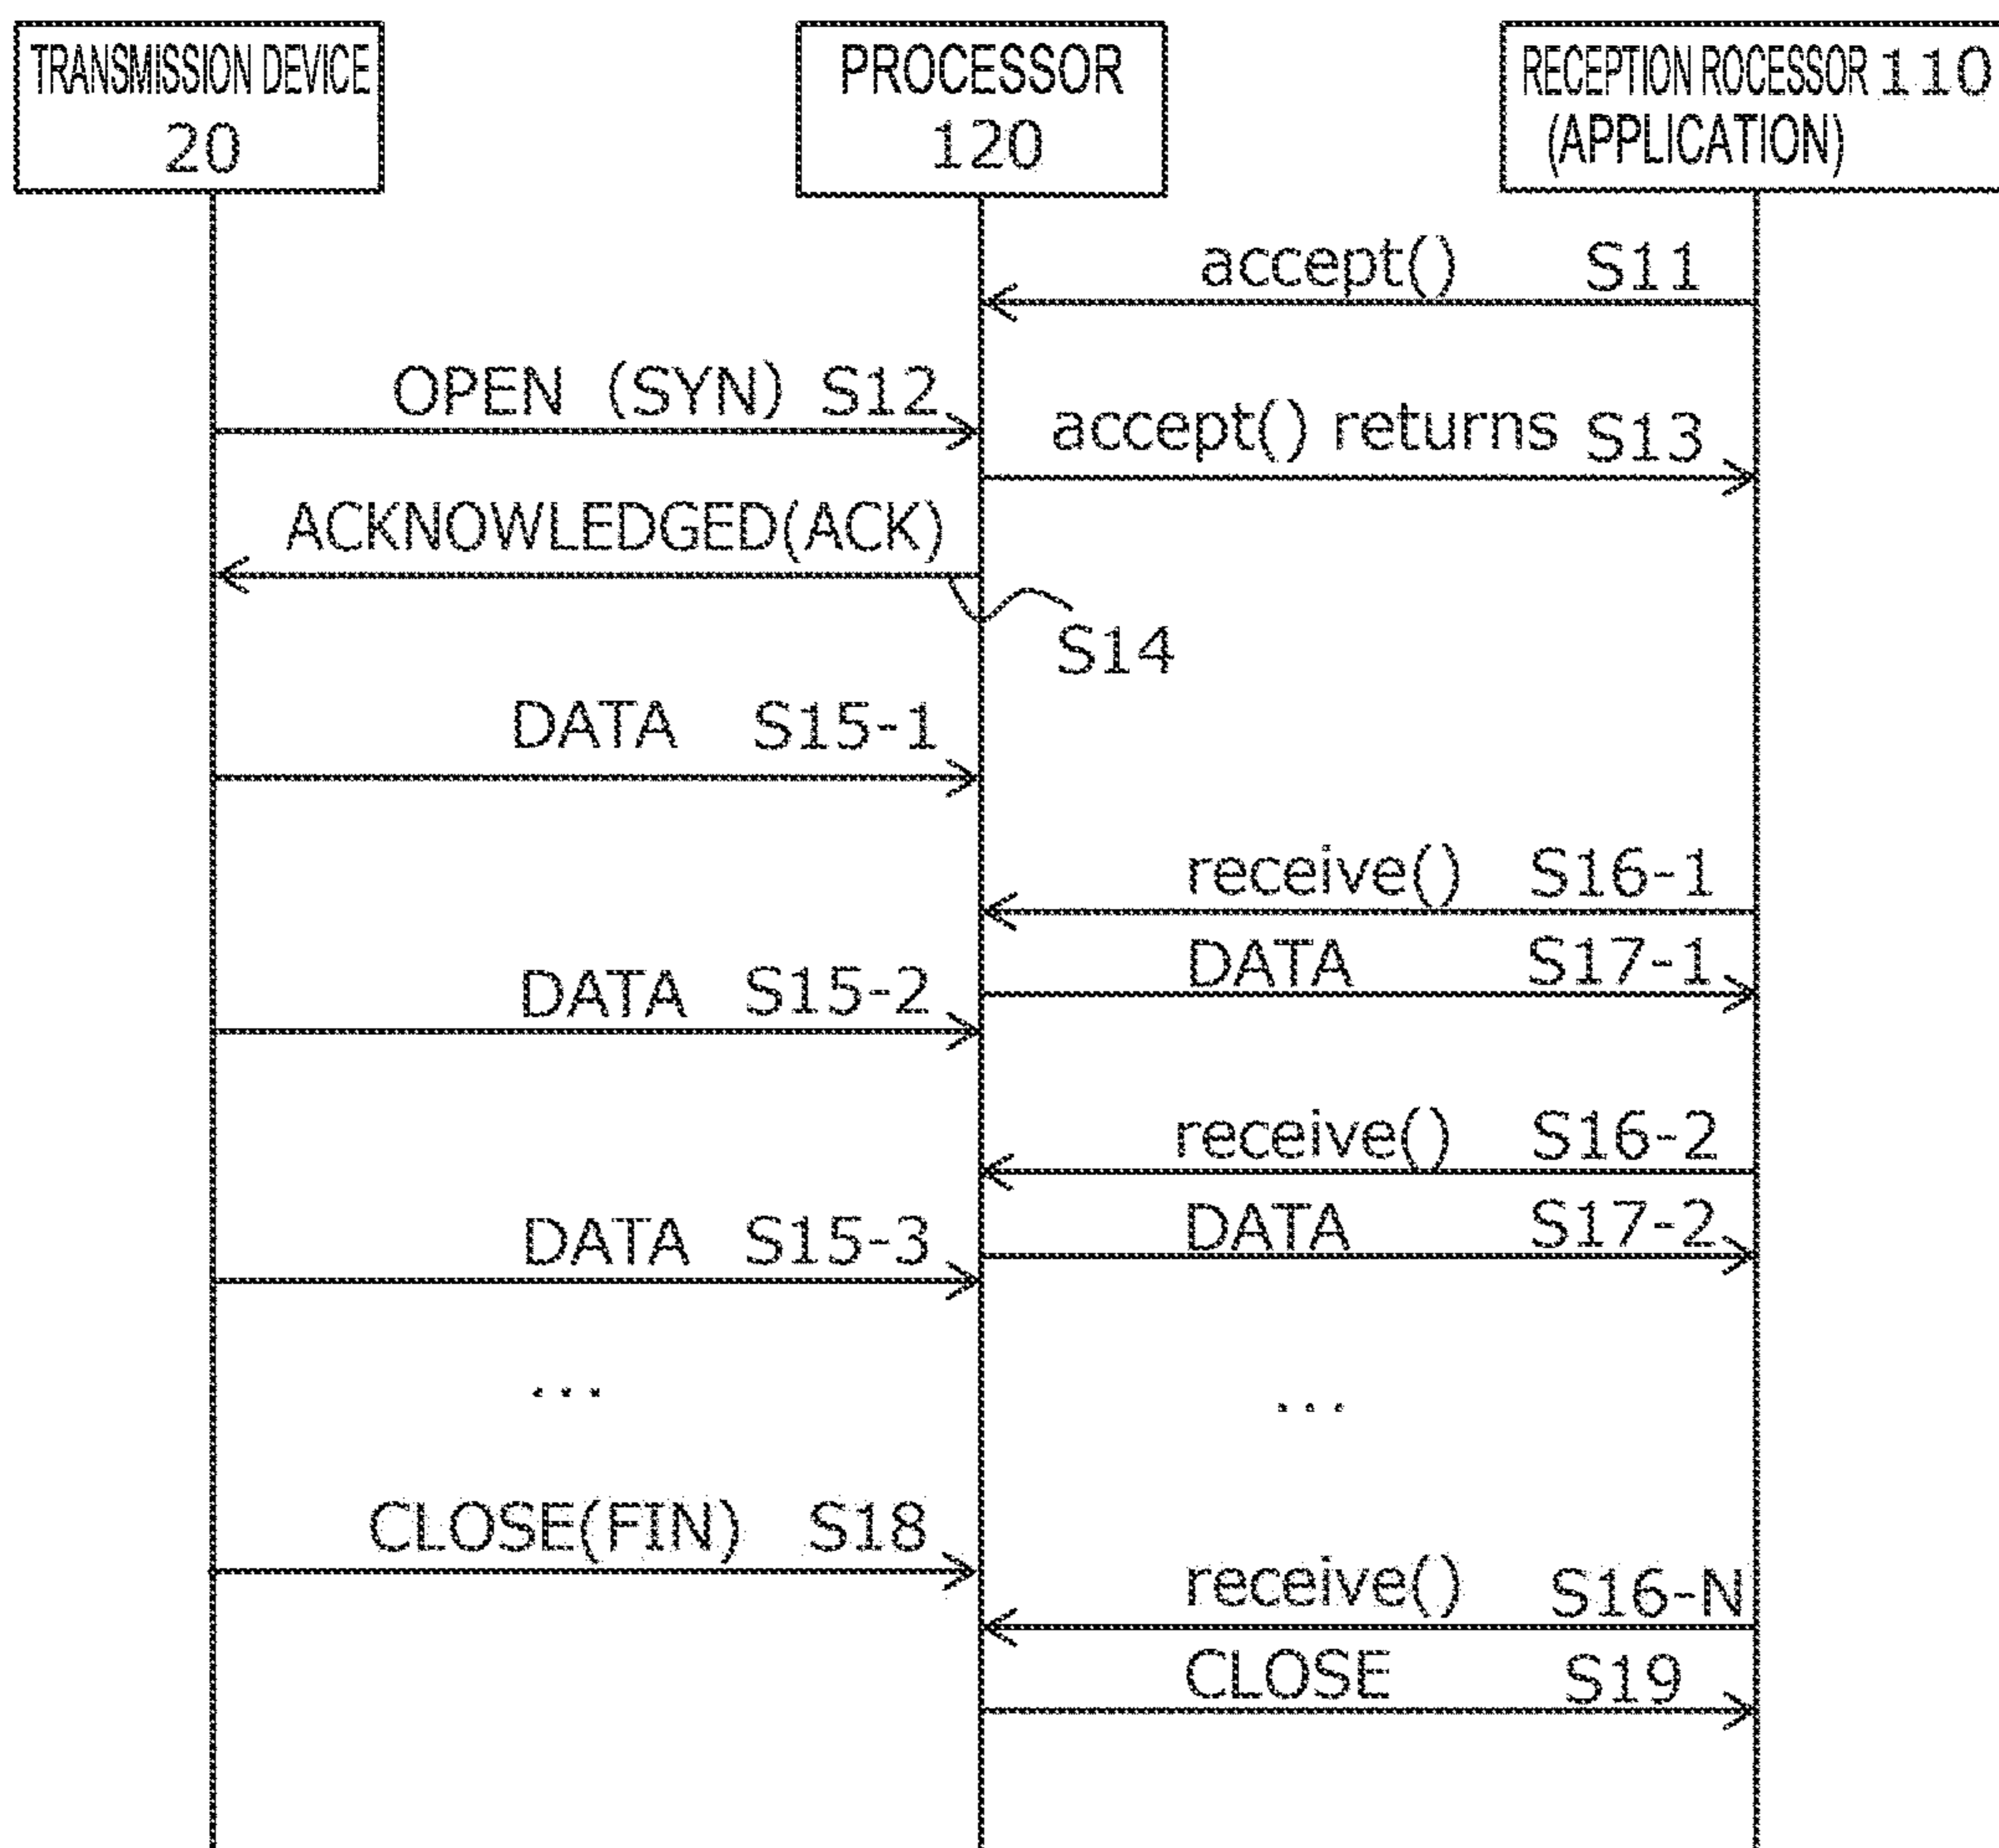 TRANSMISSION DEVICE
20
PROCESSOR
120
RECEPTION ROCESSOR 110
(APPLICATION)
accept() S11
OPEN (SYN) S12
accept() returns S13
ACKNOWLEDGED(ACK)
S14
DATA S15-1
receive() S16-1
DATA S17-1
DATA S15-2
receive() S16-2
DATA S17-2
DATA S15-3
...
...
CLOSE(FIN) S18
receive() S16-N
CLOSE S19